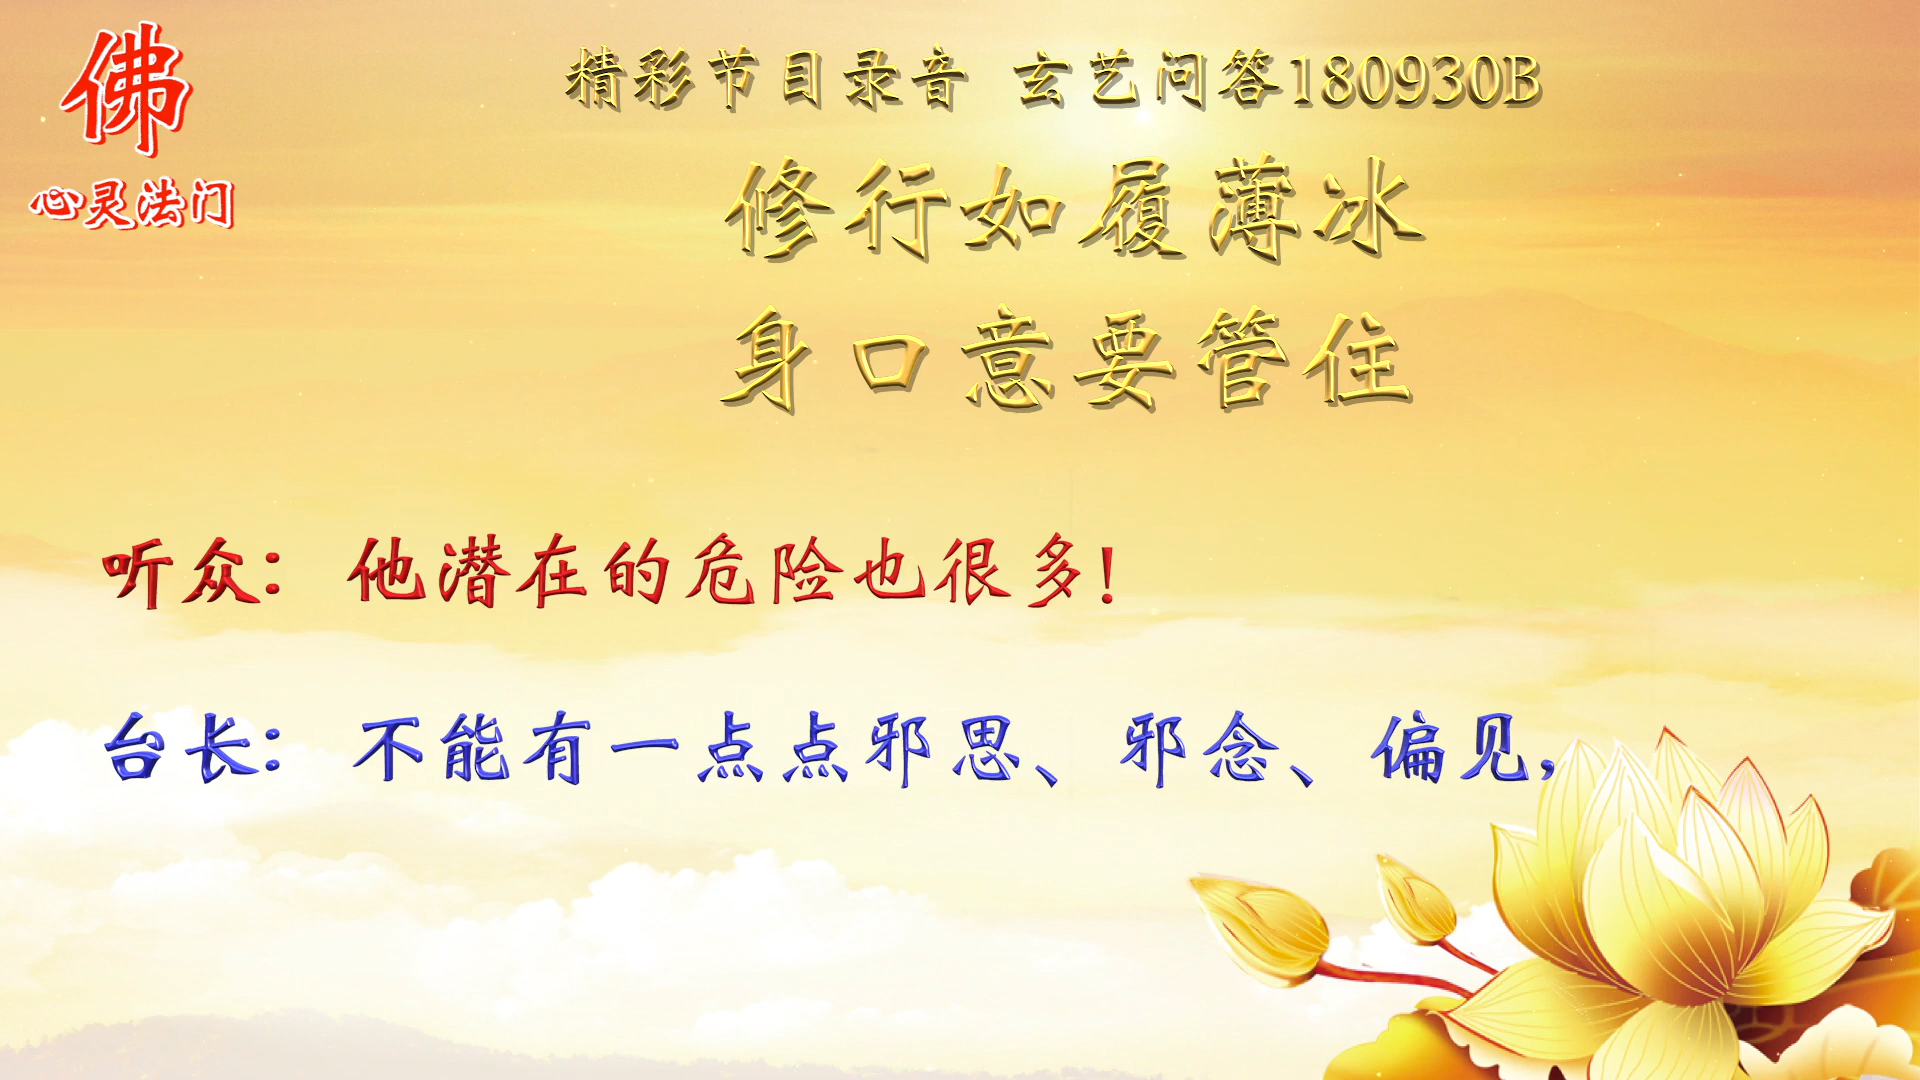 佛
心灵法门
精彩节目录音 玄艺问答180930B
修行如履薄冰
身口意要管住
听众： 他潜在的危险也很多！
台长： 不能有一点点邪思、邪念、偏见，